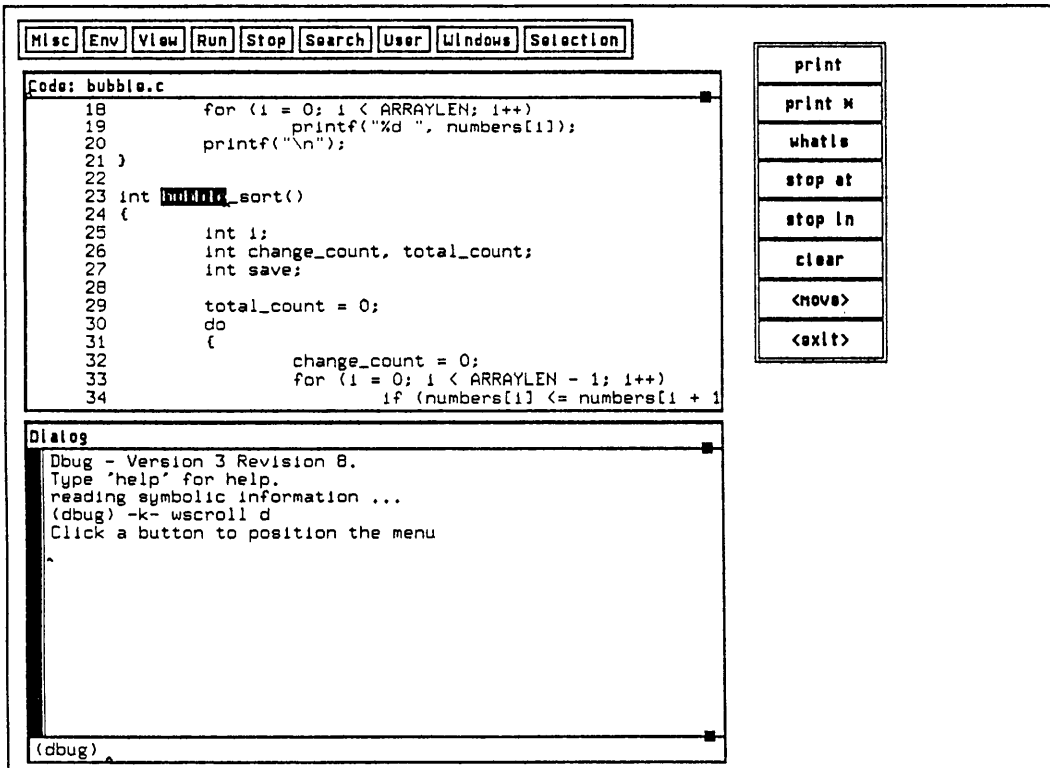 Misc Env View Run Stop Search User Windows Selection
Code: bubble.c
18 for (i = 0; i < ARRAYLEN; i++)
19 printf("%d ", numbers[i]);
20 printf("\n");
21 }
22
23 int bubble_sort()
24 {
25 int i;
26 int change_count, total_count;
27 int save;
28
29 total_count = 0;
30 do
31 {
32 change_count = 0;
33 for (i = 0; i < ARRAYLEN - 1; i++)
34 if (numbers[i] <= numbers[i + 1
Dialog
Dbug - Version 3 Revision 8.
Type 'help' for help.
reading symbolic information ...
(dbug) -k- wscroll d
Click a button to position the menu
(dbug)
print
print *
whatis
stop at
stop in
clear
<move>
<exit>